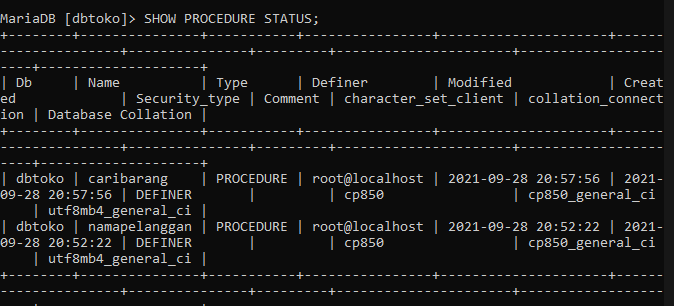 MariaDB [dbtoko]> SHOW PROCEDURE STATUS;
+--------+---------------+-----------+----------------+---------------------+------
---------------+---------------+---------+----------------------+------------------
----+--------------------+
| Db     | Name          | Type      | Definer        | Modified            | Creat
ed             | Security_type | Comment | character_set_client | collation_connect
ion | Database Collation |
+--------+---------------+-----------+----------------+---------------------+------
---------------+---------------+---------+----------------------+------------------
----+--------------------+
| dbtoko | caribarang    | PROCEDURE | root@localhost | 2021-09-28 20:57:56 | 2021-
09-28 20:57:56 | DEFINER       |         | cp850                | cp850_general_ci
    | utf8mb4_general_ci |
| dbtoko | namapelanggan | PROCEDURE | root@localhost | 2021-09-28 20:52:22 | 2021-
09-28 20:52:22 | DEFINER       |         | cp850                | cp850_general_ci
    | utf8mb4_general_ci |
+--------+---------------+-----------+----------------+---------------------+------
---------------+---------------+---------+----------------------+------------------